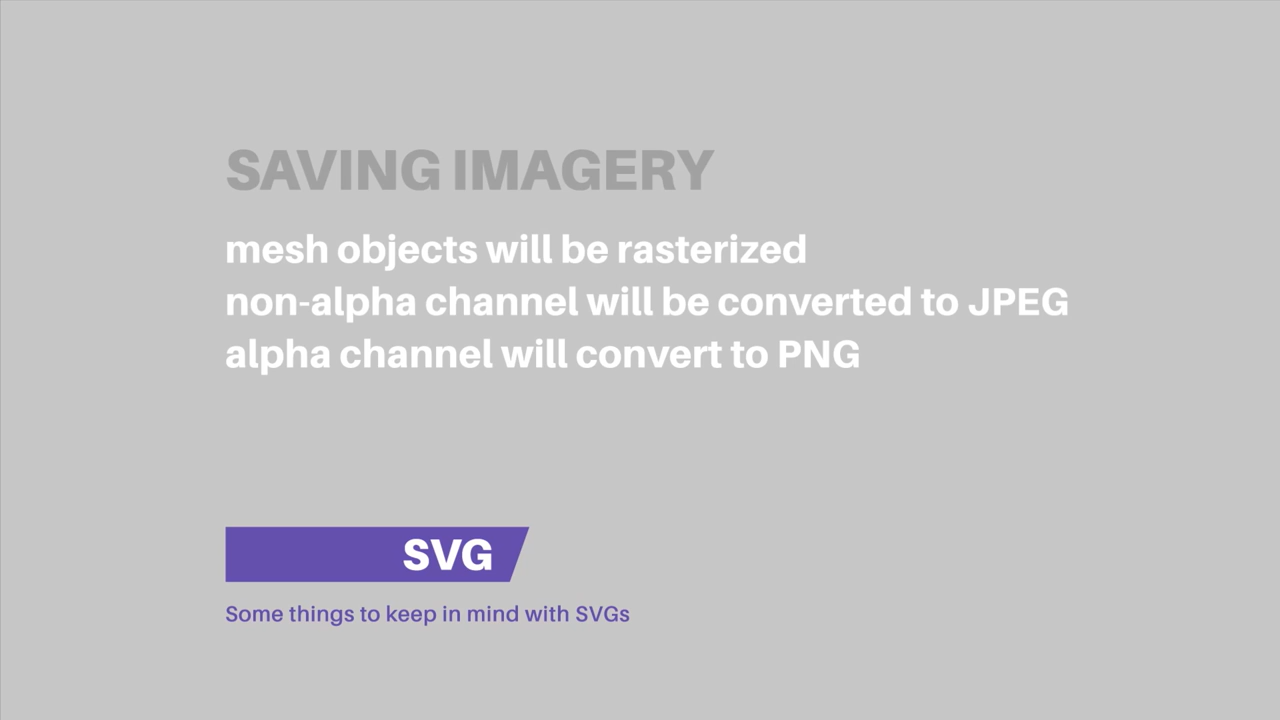 SAVING IMAGERY
mesh objects will be rasterized
non-alpha channel will be converted to JPEG
alpha channel will convert to PNG
SVG
Some things to keep in mind with SVGs